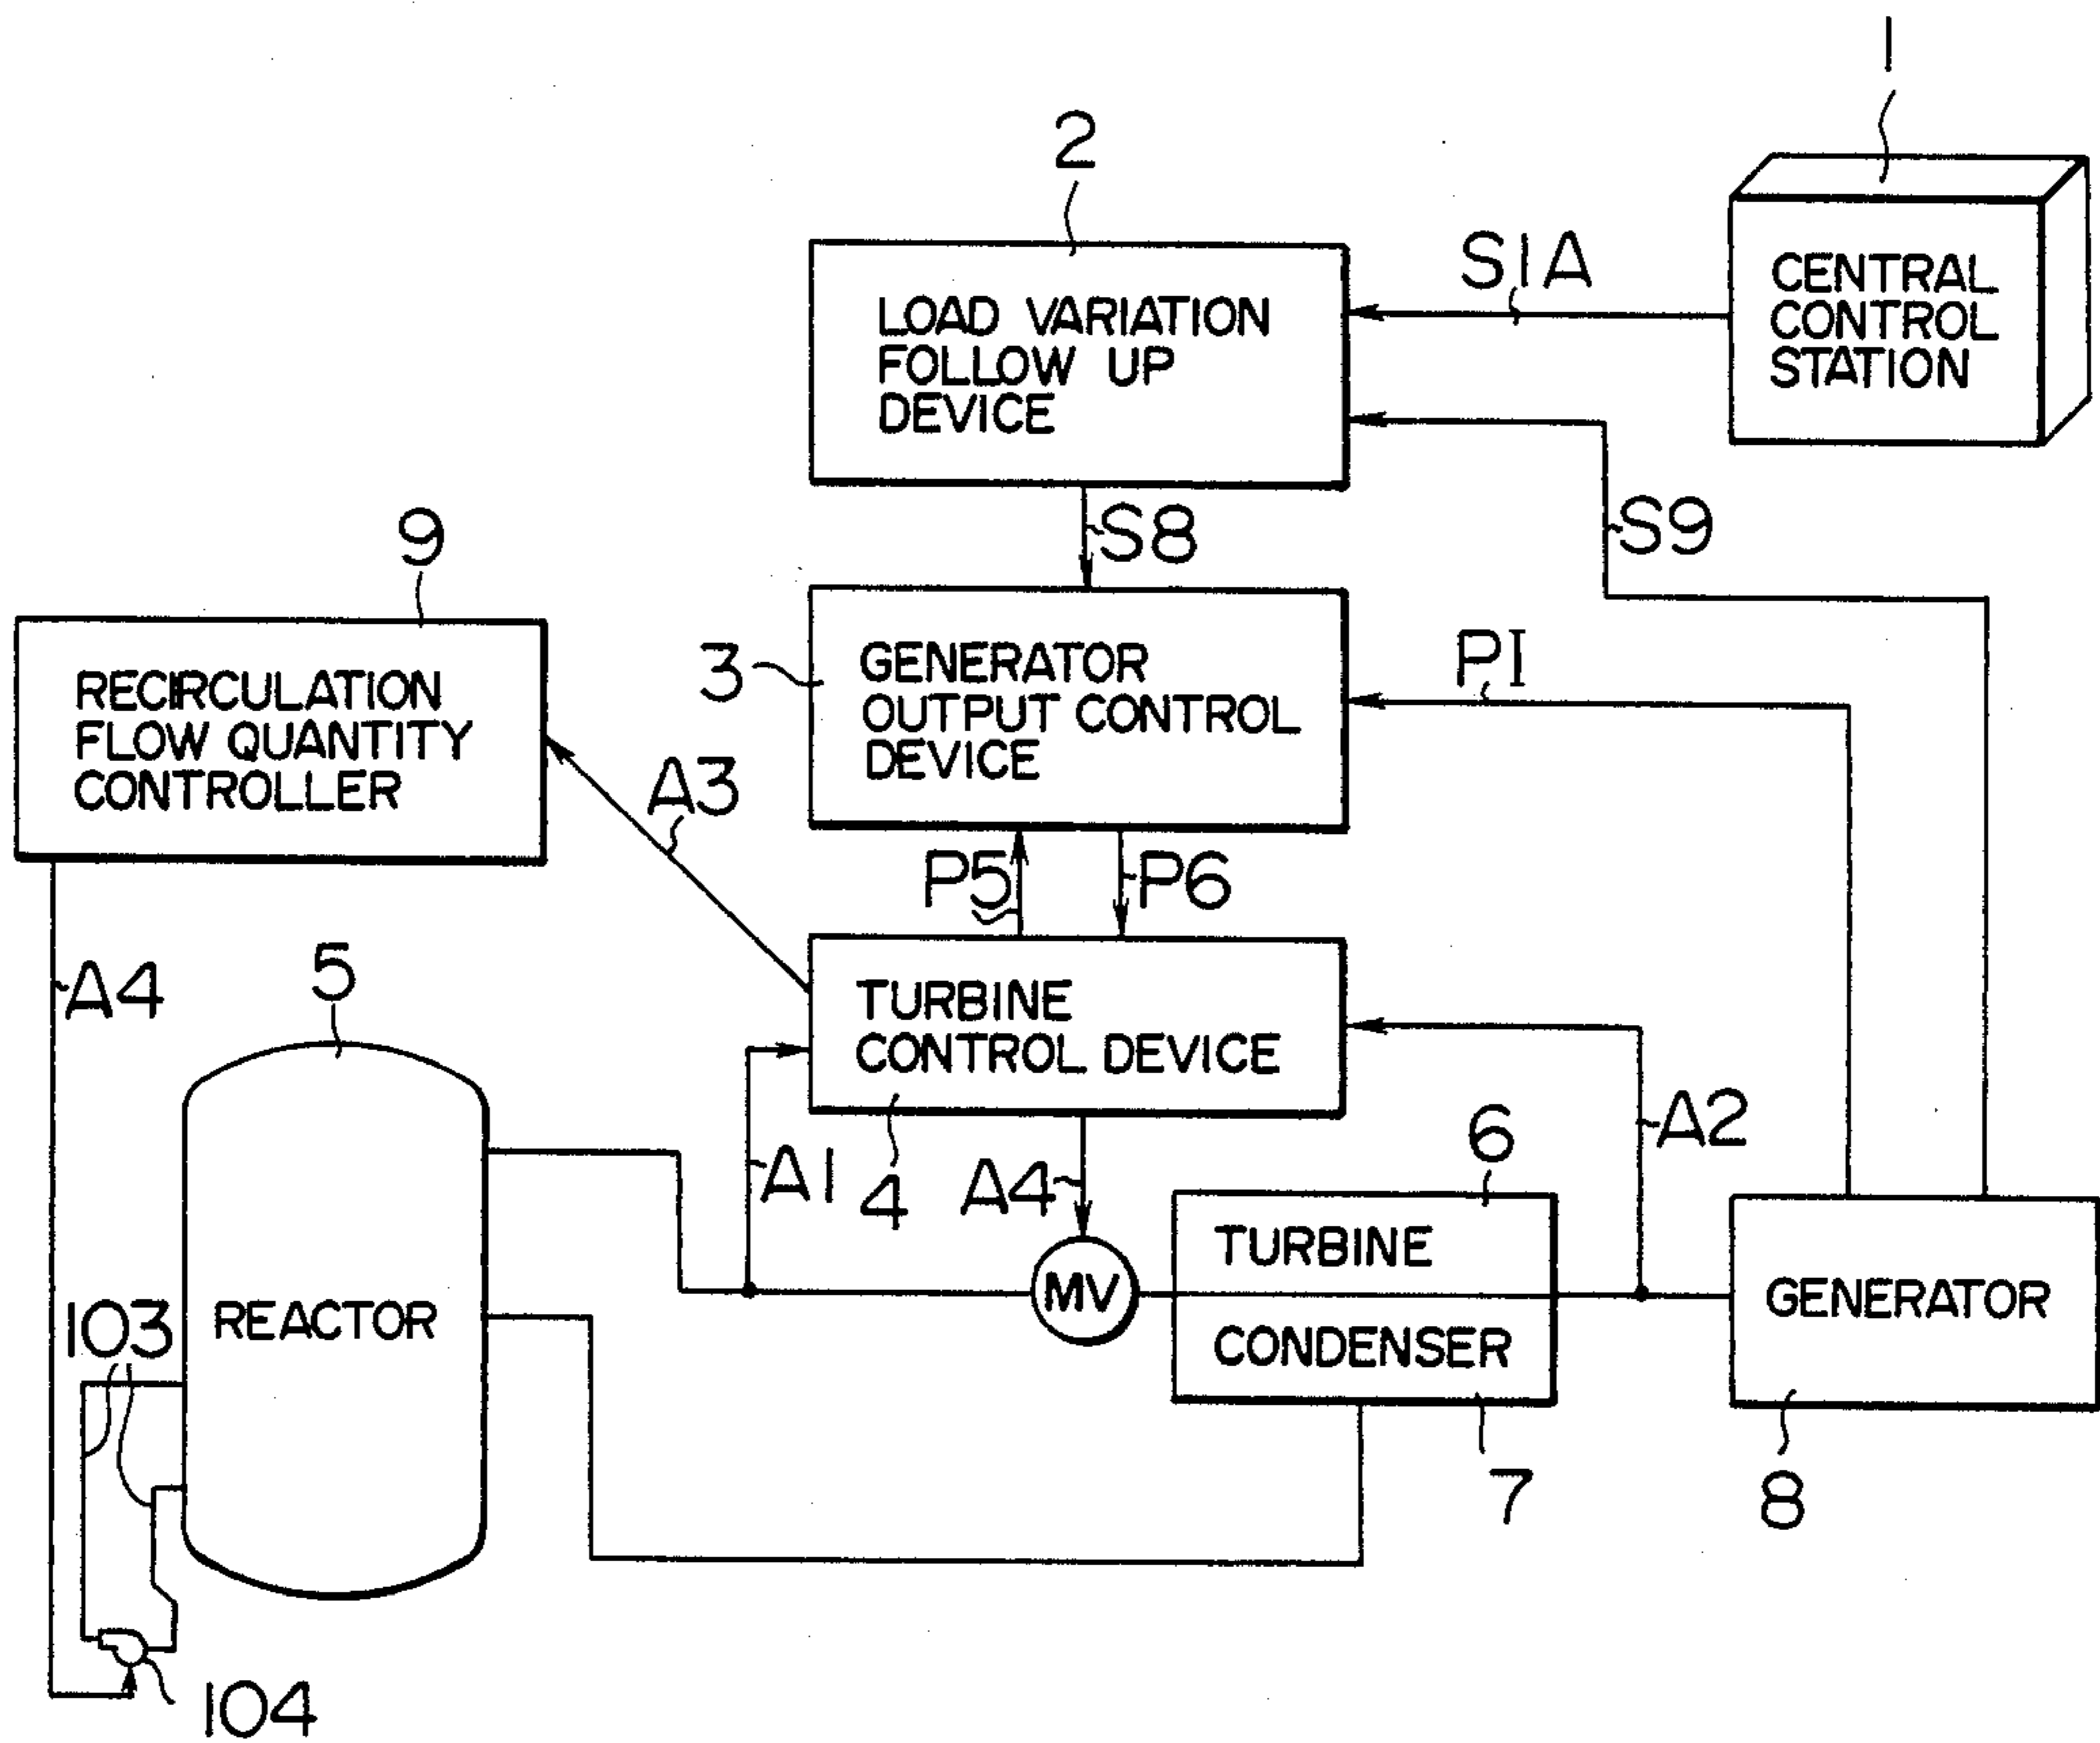 1
2
S1A
CENTRAL
CONTROL
STATION
LOAD VARIATION
FOLLOW UP
DEVICE
S8
S9
9
3
GENERATOR
OUTPUT CONTROL
DEVICE
P1
RECIRCULATION
FLOW QUANTITY
CONTROLLER
A3
P5
P6
A4
5
TURBINE
CONTROL DEVICE
A1
4
A4
6
A2
TURBINE
MV
CONDENSER
GENERATOR
103
REACTOR
7
8
104